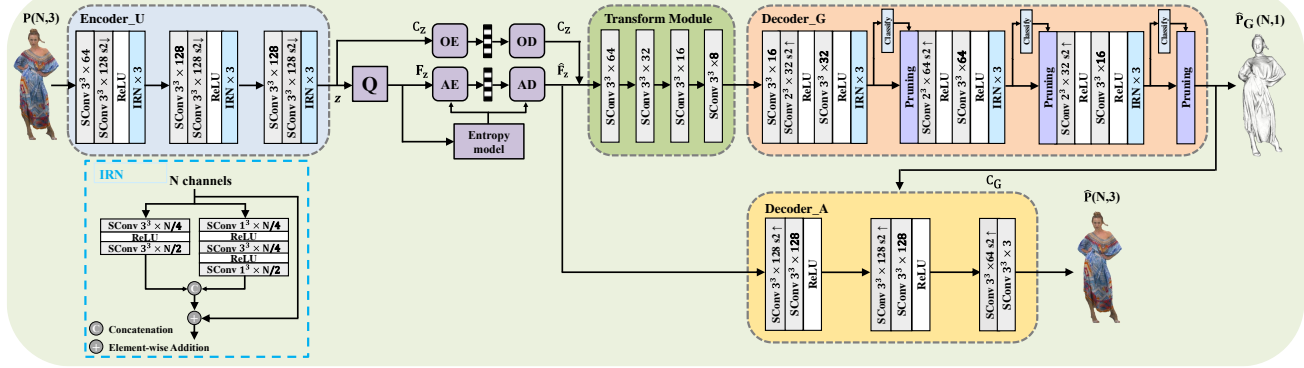 P(N,3)
Encoder_U
SConv 3³ × 64
SConv 3³ × 128 s2↓
ReLU
IRN × 3
SConv 3³ × 128
SConv 3³ × 128 s2↓
ReLU
IRN × 3
SConv 3³ × 128
SConv 3³ × 128 s2↓
IRN × 3
z
Q
C_Z
OE
OD
C_Z
F_z
AE
AD
F̂_z
Entropy
model
Transform Module
SConv 3³ × 64
SConv 3³ × 32
SConv 3³ × 16
SConv 3³ ×8
Decoder_G
SConv 3³ × 16
SConv 2³ × 32 s2 ↑
ReLU
SConv 3³ ×32
ReLU
IRN × 3
Classify
Pruning
SConv 2³ × 64 s2 ↑
ReLU
SConv 3³ ×64
ReLU
IRN × 3
Classify
Pruning
SConv 2³ × 32 s2 ↑
ReLU
SConv 3³ ×16
ReLU
IRN × 3
Classify
Pruning
P̂_G (N,1)
C_G
IRN
N channels
SConv 3³ × N/4
ReLU
SConv 3³ × N/2
SConv 1³ × N/4
ReLU
SConv 3³ × N/4
ReLU
SConv 1³ × N/2
C
+
C Concatenation
+ Element-wise Addition
Decoder_A
SConv 3³ × 128 s2 ↑
SConv 3³ × 128
ReLU
SConv 3³ × 128 s2 ↑
SConv 3³ × 128
ReLU
SConv 3³ ×64 s2 ↑
SConv 3³ × 3
P̂(N,3)